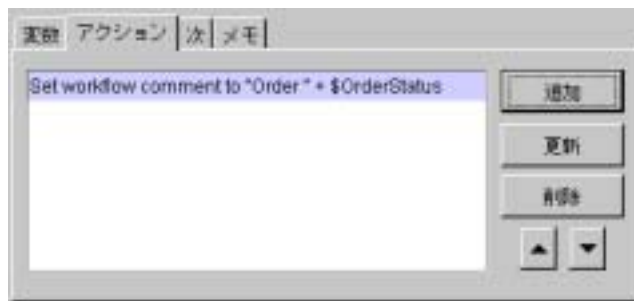 変数 アクション 次 メモ
Set workflow comment to "Order " + $OrderStatus
追加
更新
削除